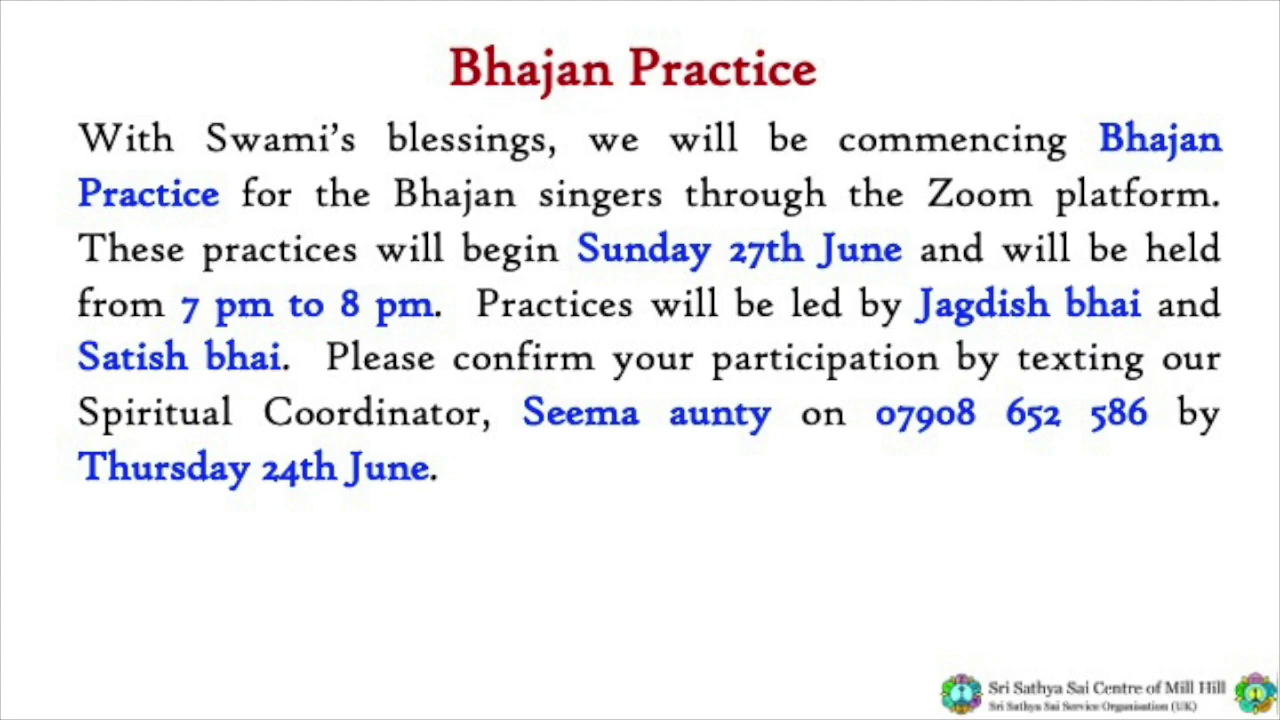 Bhajan Practice
With Swami's blessings, we will be commencing Bhajan
Practice for the Bhajan singers through the Zoom platform.
These practices will begin Sunday 27th June and will be held
from 7 pm to 8 pm. Practices will be led by Jagdish bhai and
Satish bhai. Please confirm your participation by texting our
Spiritual Coordinator, Seema aunty on 07908 652 586 by
Thursday 24th June.
Sri Sathya Sai Centre of Mill Hill
Sri Sathya Sai Service Organisation (UK)